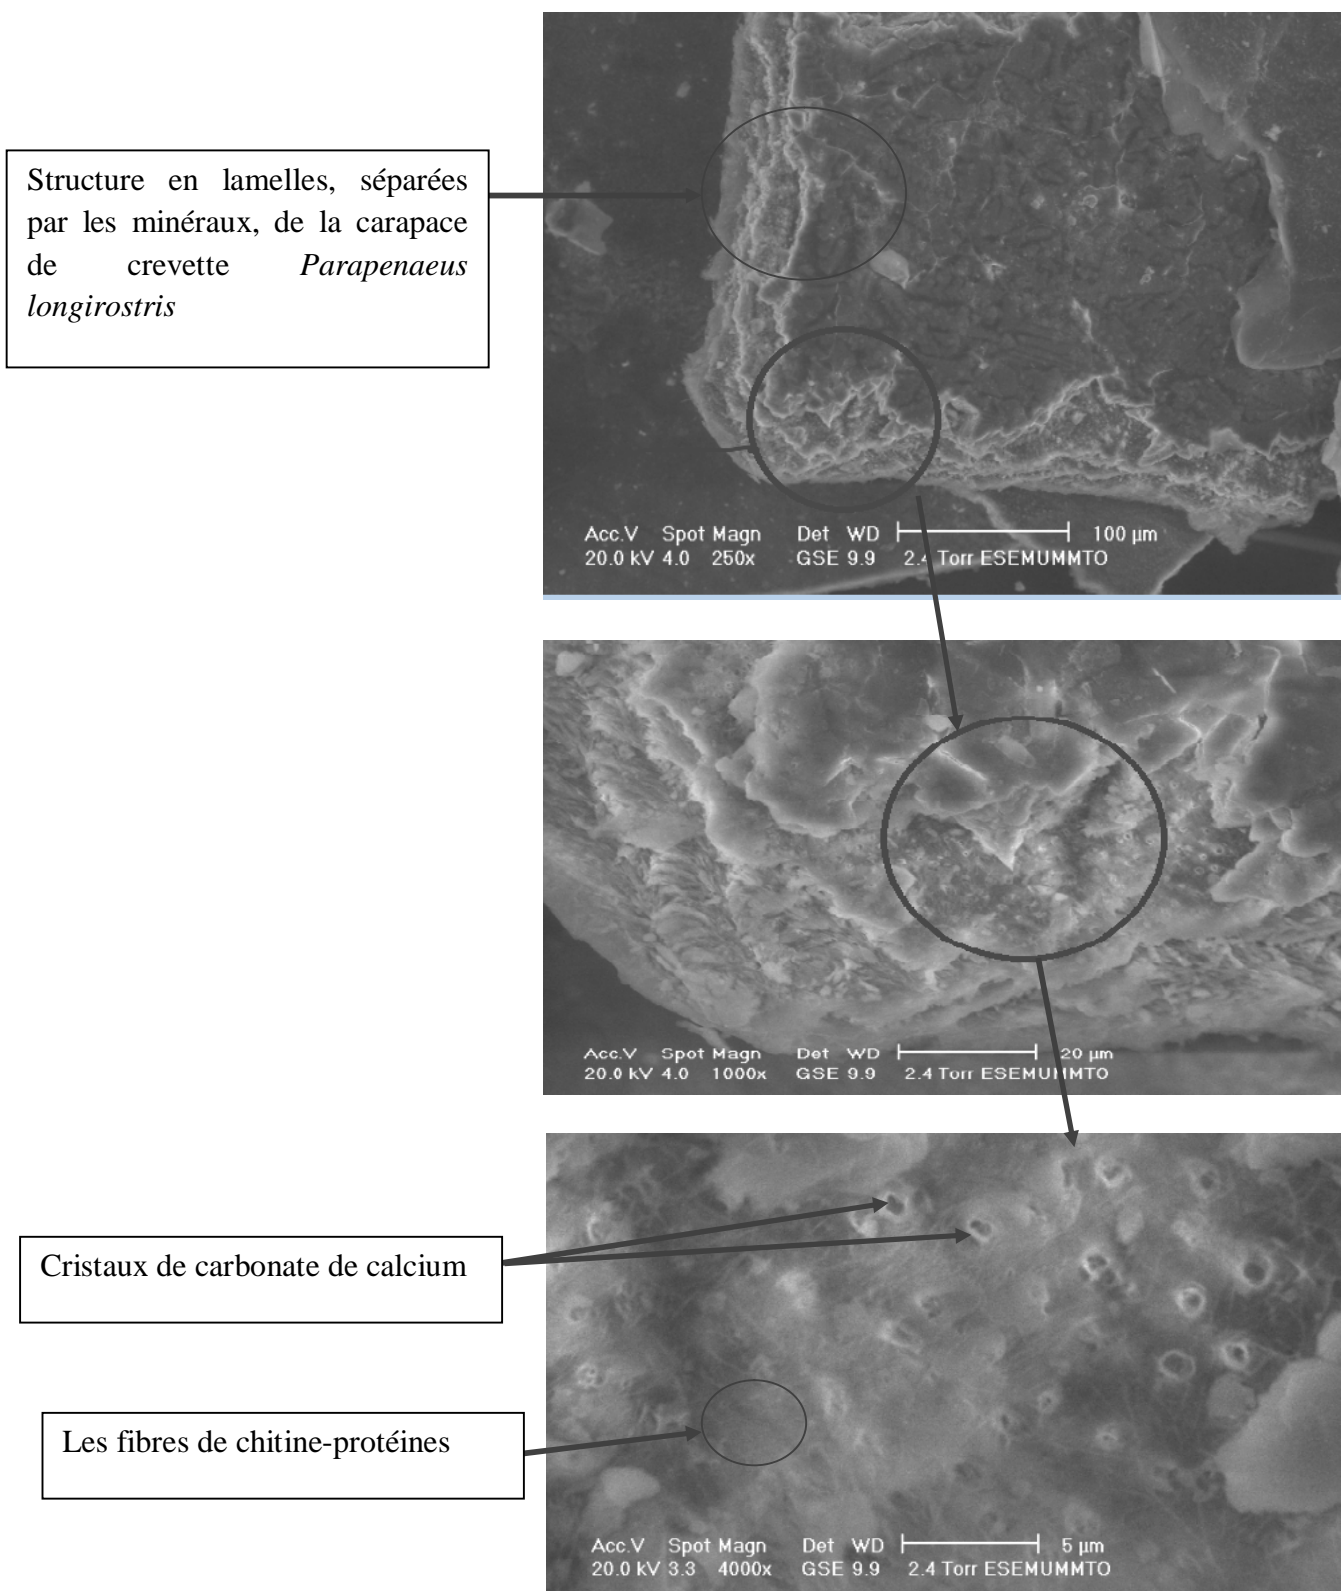 Structure en lamelles, séparées
par les minéraux, de la carapace
de crevette Parapenaeus
longirostris
Acc.V Spot Magn Det WD 100 µm
20.0 kV 4.0 250x GSE 9.9 2.4 Torr ESEMUMMTO
Acc.V Spot Magn Det WD 20 µm
20.0 kV 4.0 1000x GSE 9.9 2.4 Torr ESEMUMMTO
Cristaux de carbonate de calcium
Les fibres de chitine-protéines
Acc.V Spot Magn Det WD 5 µm
20.0 kV 3.3 4000x GSE 9.9 2.4 Torr ESEMUMMTO